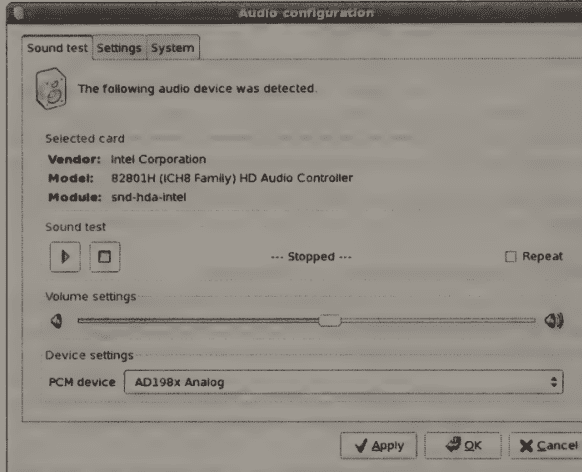 Audio configuration
Sound test Settings System
The following audio device was detected.
Selected card
Vendor: Intel Corporation
Model: 82801H (ICH8 Family) HD Audio Controller
Module: snd-hda-intel
Sound test
--- Stopped --- Repeat
Volume settings
Device settings
PCM device AD198x Analog
Apply OK Cancel